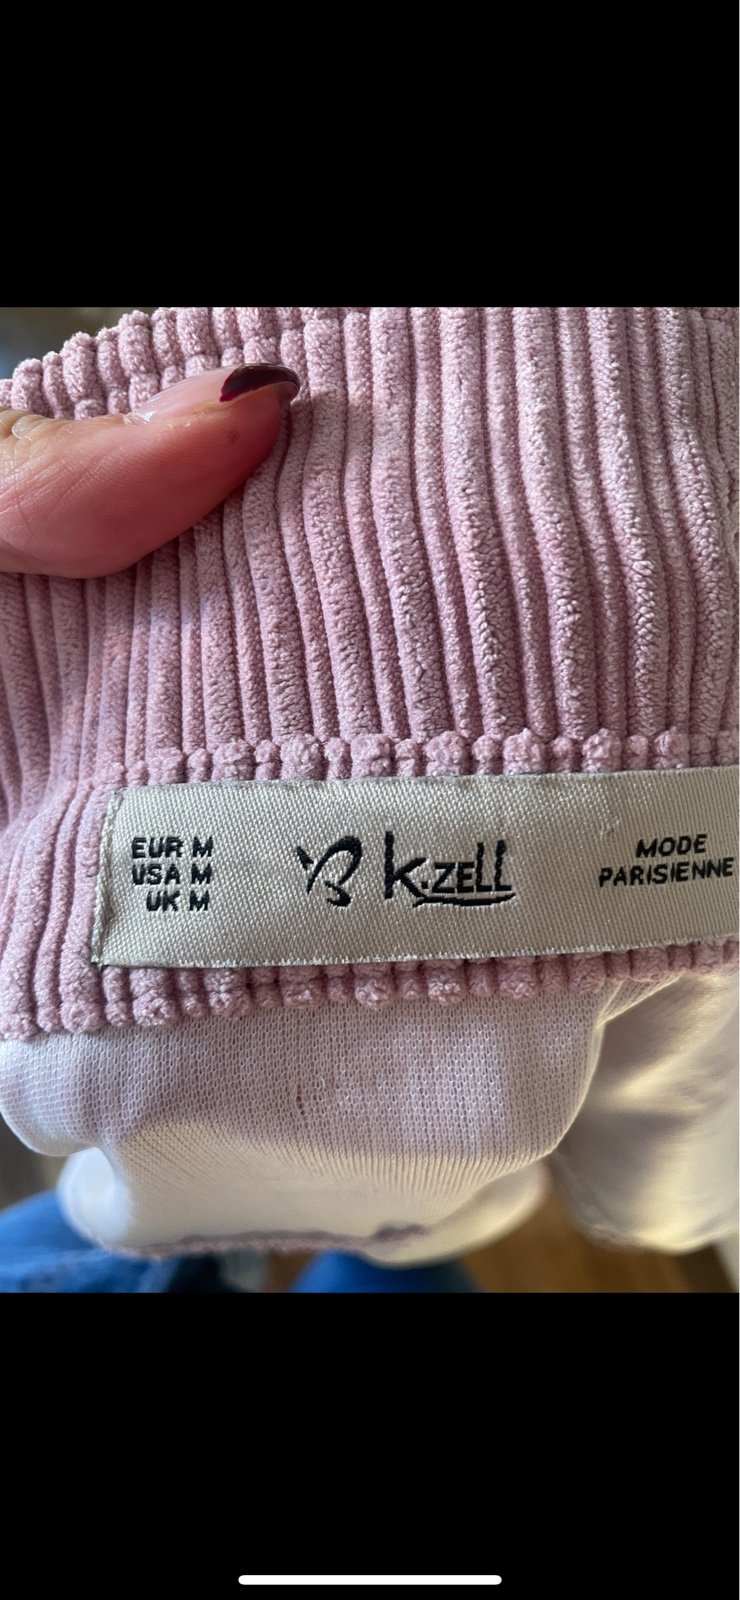 EUR M
USA M
UK M
K-ZELL
MODE
PARISIENNE